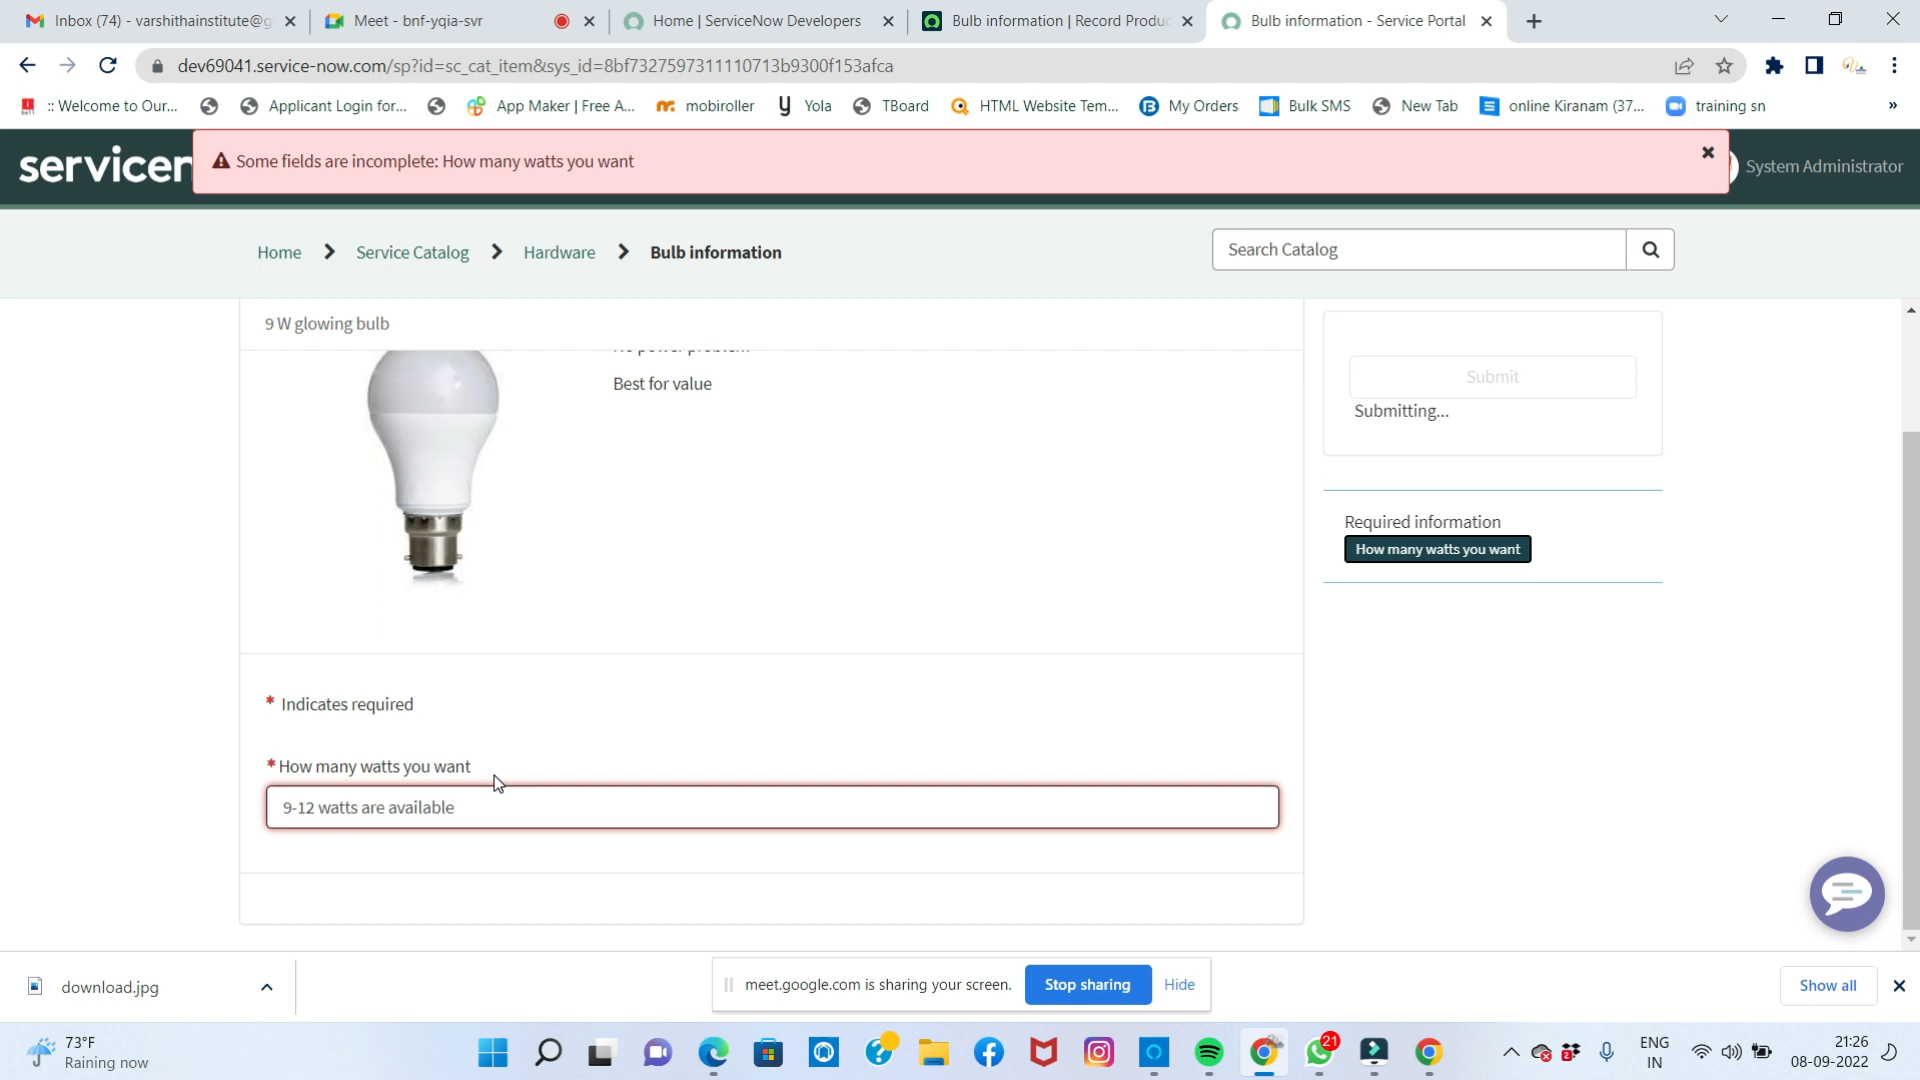 Inbox (74) - varshithainstitute@g
Meet - bnf-yqia-svr
Home | ServiceNow Developers
Bulb information | Record Produc
Bulb information - Service Portal
dev69041.service-now.com/sp?id=sc_cat_item&sys_id=8bf7327597311110713b9300f153afca
:: Welcome to Our...
Applicant Login for...
App Maker | Free A...
mobiroller
Yola
TBoard
HTML Website Tem...
My Orders
Bulk SMS
New Tab
online Kiranam (37...
training sn
»
servicen
Some fields are incomplete: How many watts you want
System Administrator
Home
Service Catalog
Hardware
Bulb information
Search Catalog
9 W glowing bulb
No power problem
Best for value
Submit
Submitting...
Required information
How many watts you want
* Indicates required
* How many watts you want
9-12 watts are available
download.jpg
meet.google.com is sharing your screen.
Stop sharing
Hide
Show all
73°F
Raining now
21
ENG
IN
21:26
08-09-2022